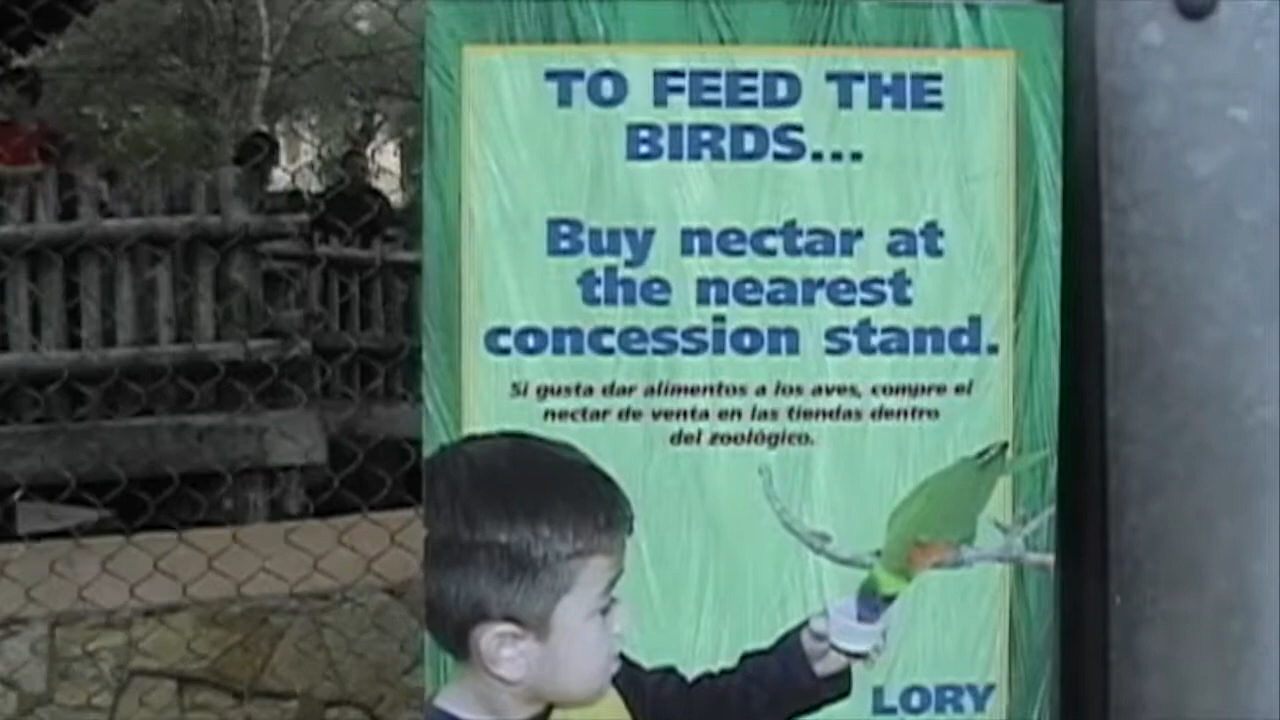 TO FEED THE
BIRDS...
Buy nectar at
the nearest
concession stand.
Si gusta dar alimentos a los aves, compre el
nectar de venta en las tiendas dentro
del zoológico.
LORY